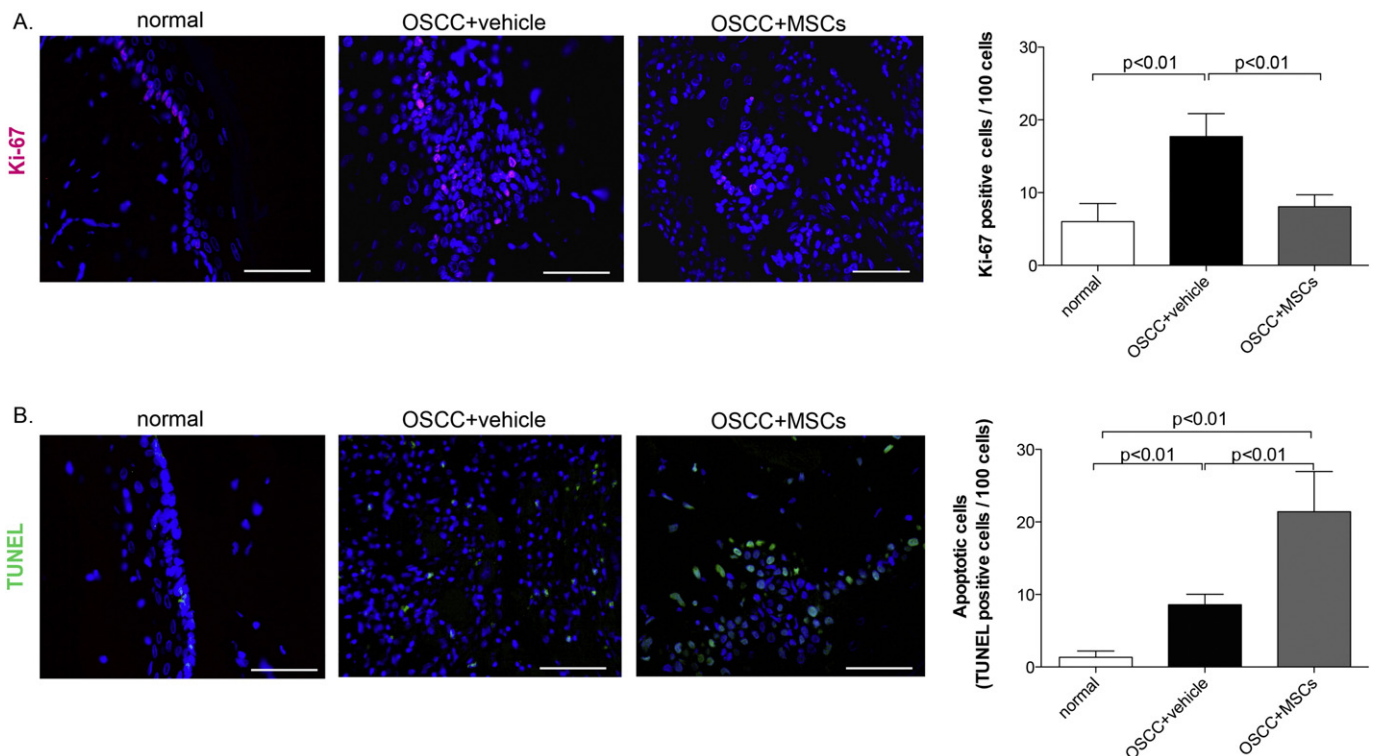 A.
normal
OSCC+vehicle
OSCC+MSCs
Ki-67
Ki-67 positive cells / 100 cells
30
20
10
0
p<0.01
p<0.01
normal
OSCC+vehicle
OSCC+MSCs
B.
normal
OSCC+vehicle
OSCC+MSCs
TUNEL
Apoptotic cells
(TUNEL positive cells / 100 cells)
30
20
10
0
p<0.01
p<0.01
p<0.01
normal
OSCC+vehicle
OSCC+MSCs